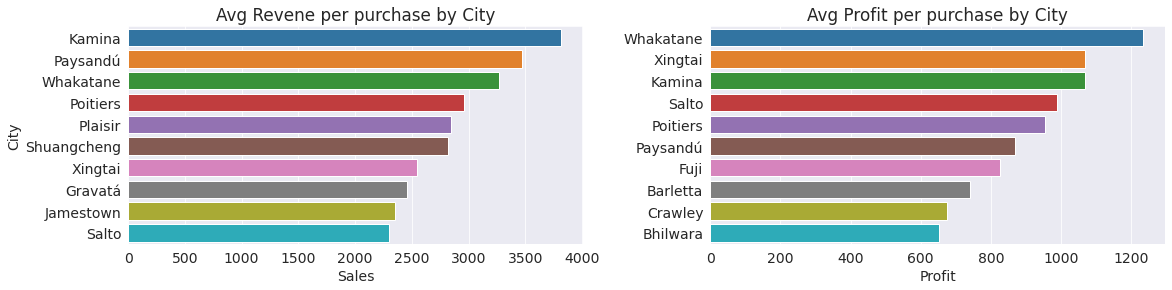 Avg Revene per purchase by City
City
Kamina
Paysandú
Whakatane
Poitiers
Plaisir
Shuangcheng
Xingtai
Gravatá
Jamestown
Salto
0 500 1000 1500 2000 2500 3000 3500 4000
Sales
Avg Profit per purchase by City
Whakatane
Xingtai
Kamina
Salto
Poitiers
Paysandú
Fuji
Barletta
Crawley
Bhilwara
0 200 400 600 800 1000 1200
Profit